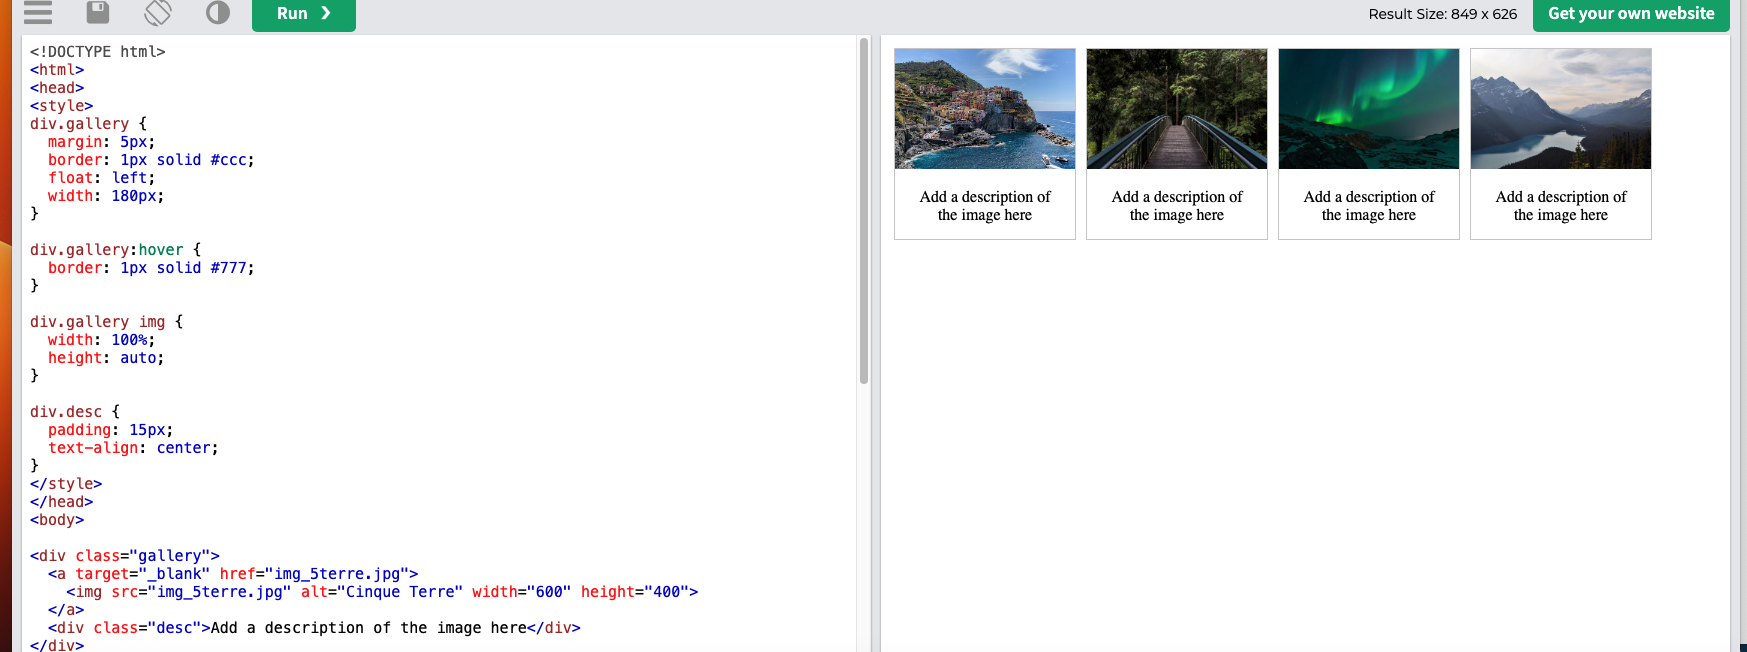 Run ❯
Result Size: 849 x 626
Get your own website
<!DOCTYPE html>
<html>
<head>
<style>
div.gallery {
  margin: 5px;
  border: 1px solid #ccc;
  float: left;
  width: 180px;
}

div.gallery:hover {
  border: 1px solid #777;
}

div.gallery img {
  width: 100%;
  height: auto;
}

div.desc {
  padding: 15px;
  text-align: center;
}
</style>
</head>
<body>

<div class="gallery">
  <a target="_blank" href="img_5terre.jpg">
    <img src="img_5terre.jpg" alt="Cinque Terre" width="600" height="400">
  </a>
  <div class="desc">Add a description of the image here</div>
</div>
Add a description of
the image here
Add a description of
the image here
Add a description of
the image here
Add a description of
the image here